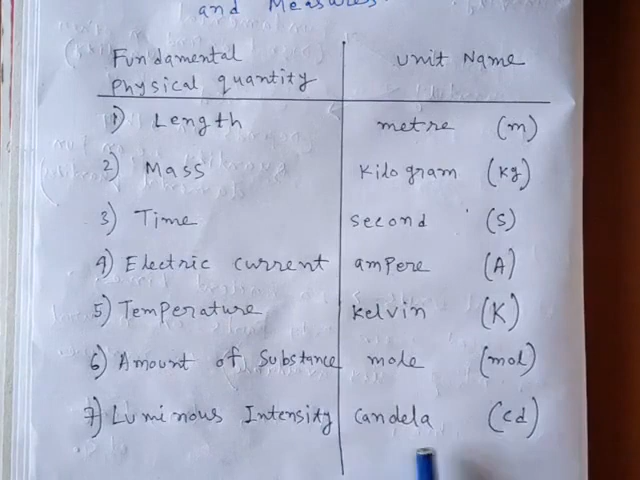 and Measures.
Fundamental
Physical quantity
Unit Name
1) Length metre (m)
2) Mass Kilogram (kg)
3) Time second (s)
4) Electric current ampere (A)
5) Temperature Kelvin (K)
6) Amount of Substance mole (mol)
7) Luminous Intensity candela (cd)